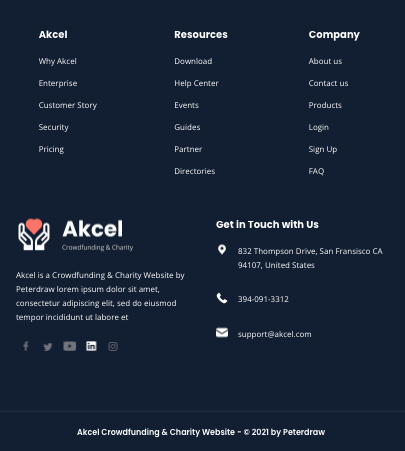 Akcel
Why Akcel
Enterprise
Customer Story
Security
Pricing
Resources
Download
Help Center
Events
Guides
Partner
Directories
Company
About us
Contact us
Products
Login
Sign Up
FAQ
Akcel
Crowdfunding & Charity
Akcel is a Crowdfunding & Charity Website by
Peterdraw lorem ipsum dolor sit amet,
consectetur adipiscing elit, sed do eiusmod
tempor incididunt ut labore et
Get in Touch with Us
832 Thompson Drive, San Fransisco CA
94107, United States
394-091-3312
support@akcel.com
Akcel Crowdfunding & Charity Website - © 2021 by Peterdraw